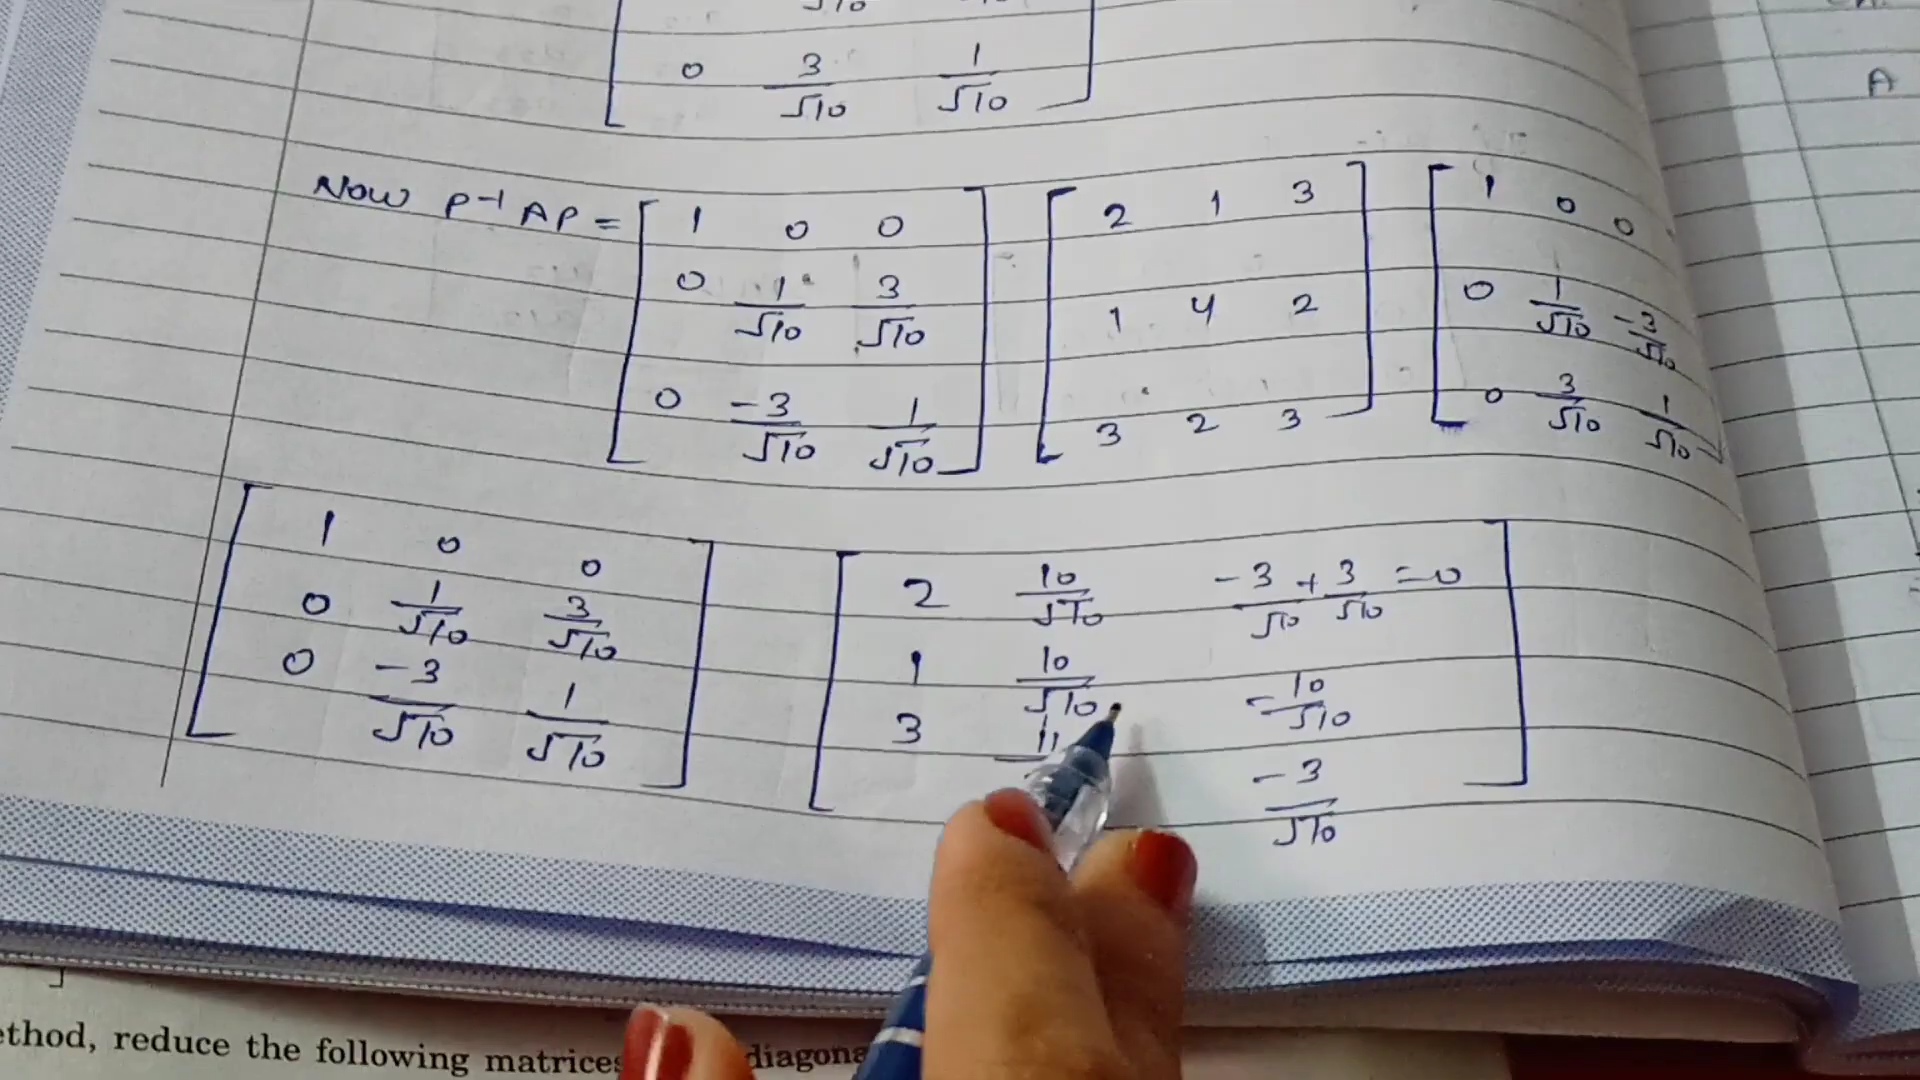 √10 √10
0 3/√10 1/√10
Now P⁻¹AP = [ 1 0 0 ] [ 2 1 3 ] [ 1 0 0 ]
0 1/√10 3/√10 1 4 2 0 1/√10 -3/√10
0 -3/√10 1/√10 3 2 3 0 3/√10 1/√10
1 0 0 2 10/√10 -3/√10 + 3/√10 = 0
0 1/√10 3/√10 1 10/√10 -10/√10
0 -3/√10 1/√10 3 11 -3/√10
A
ethod, reduce the following matrices diagona